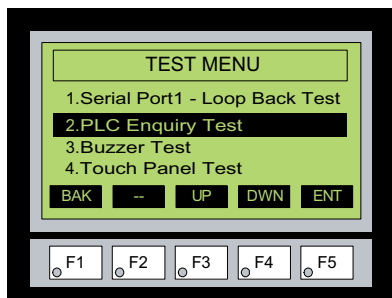 TEST MENU
1.Serial Port1 - Loop Back Test
2.PLC Enquiry Test
3.Buzzer Test
4.Touch Panel Test
BAK -- UP DWN ENT
F1 F2 F3 F4 F5